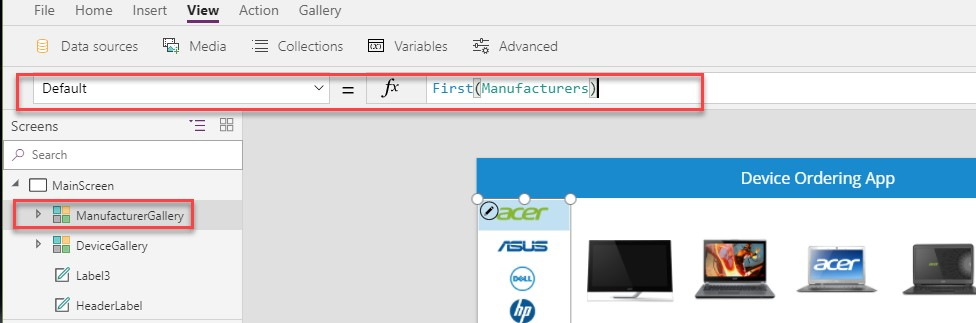 File Home Insert View Action Gallery
Data sources Media Collections (x) Variables Advanced
Default = fx First(Manufacturers)
Screens
Search
MainScreen
Device Ordering App
ManufacturerGallery
acer
DeviceGallery
ASUS
acer
Label3
DELL
HeaderLabel
hp